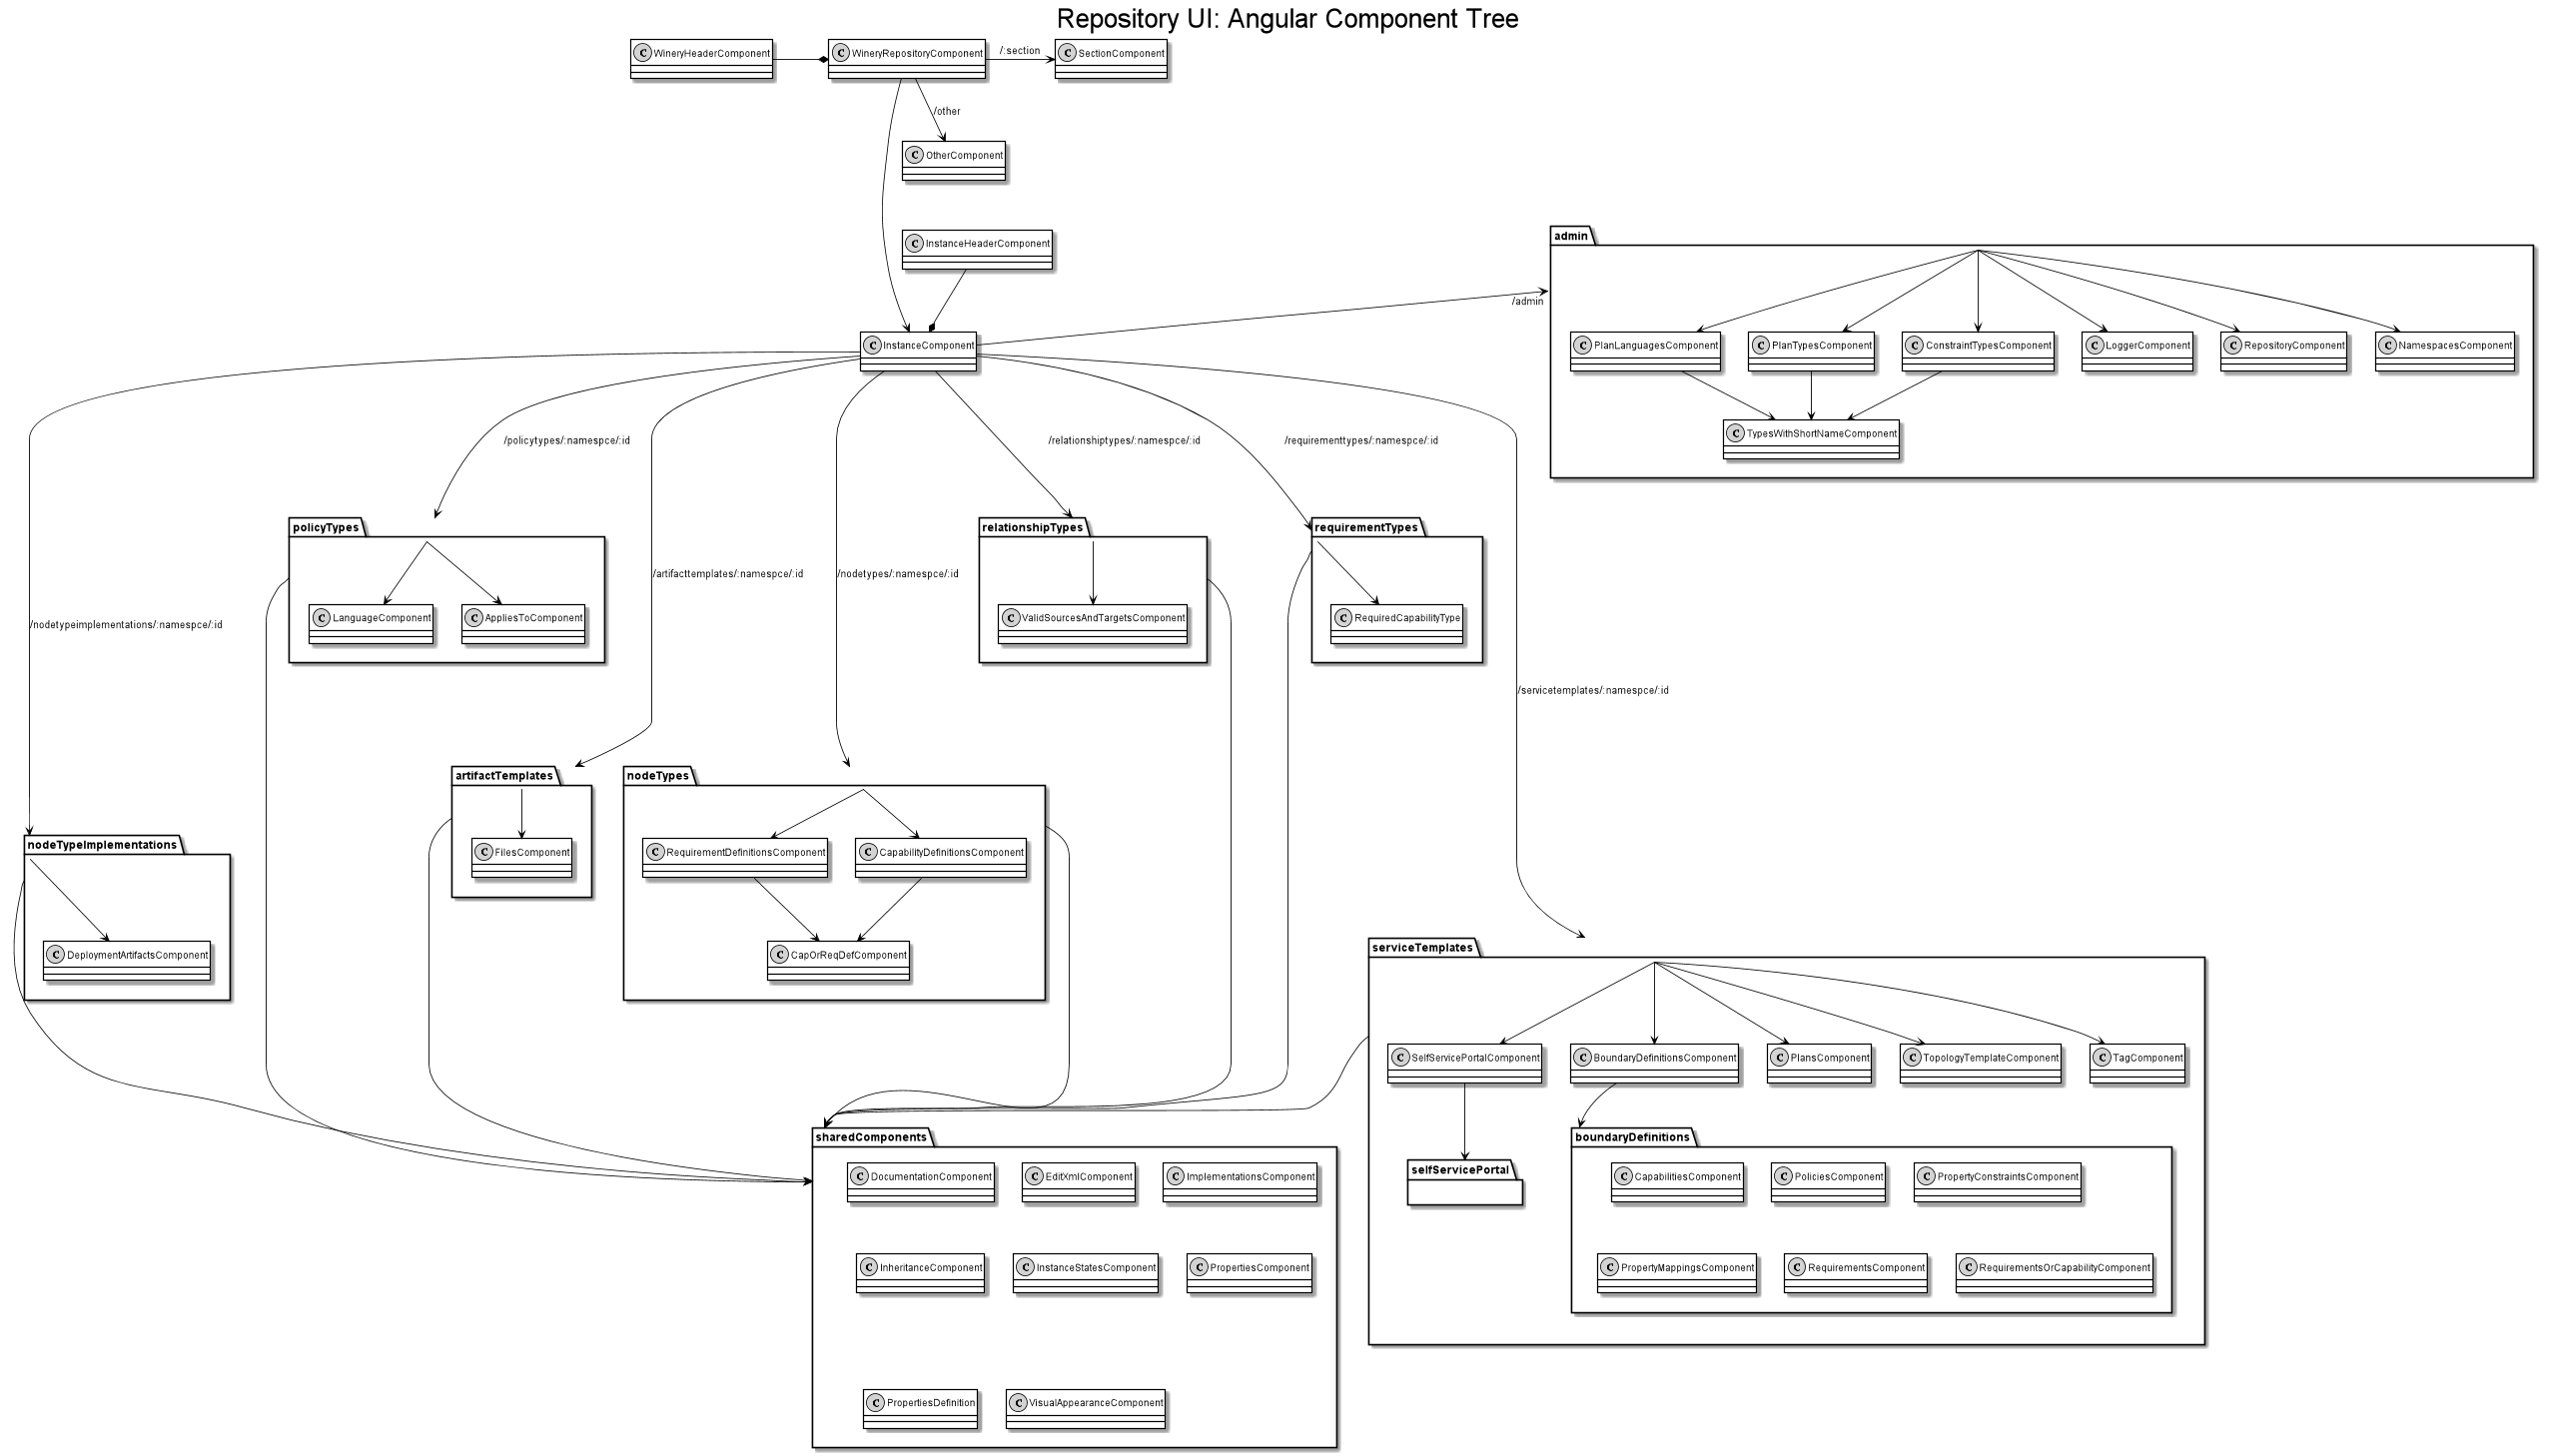 Repository UI: Angular Component Tree
C WineryHeaderComponent
C WineryRepositoryComponent
/:section
C SectionComponent
/other
C OtherComponent
C InstanceHeaderComponent
admin
/admin
C InstanceComponent
C PlanLanguagesComponent
C PlanTypesComponent
C ConstraintTypesComponent
C LoggerComponent
C RepositoryComponent
C NamespacesComponent
C TypesWithShortNameComponent
/policytypes/:namespce/:id
/relationshiptypes/:namespce/:id
/requirementtypes/:namespce/:id
policyTypes
relationshipTypes
requirementTypes
/artifacttemplates/:namespce/:id
/nodetypes/:namespce/:id
C LanguageComponent
C AppliesToComponent
C ValidSourcesAndTargetsComponent
C RequiredCapabilityType
/nodetypeimplementations/:namespce/:id
/servicetemplates/:namespce/:id
artifactTemplates
nodeTypes
nodeTypeImplementations
C FilesComponent
C RequirementDefinitionsComponent
C CapabilityDefinitionsComponent
serviceTemplates
C DeploymentArtifactsComponent
C CapOrReqDefComponent
C SelfServicePortalComponent
C BoundaryDefinitionsComponent
C PlansComponent
C TopologyTemplateComponent
C TagComponent
sharedComponents
boundaryDefinitions
selfServicePortal
C DocumentationComponent
C EditXmlComponent
C ImplementationsComponent
C CapabilitiesComponent
C PoliciesComponent
C PropertyConstraintsComponent
C InheritanceComponent
C InstanceStatesComponent
C PropertiesComponent
C PropertyMappingsComponent
C RequirementsComponent
C RequirementsOrCapabilityComponent
C PropertiesDefinition
C VisualAppearanceComponent